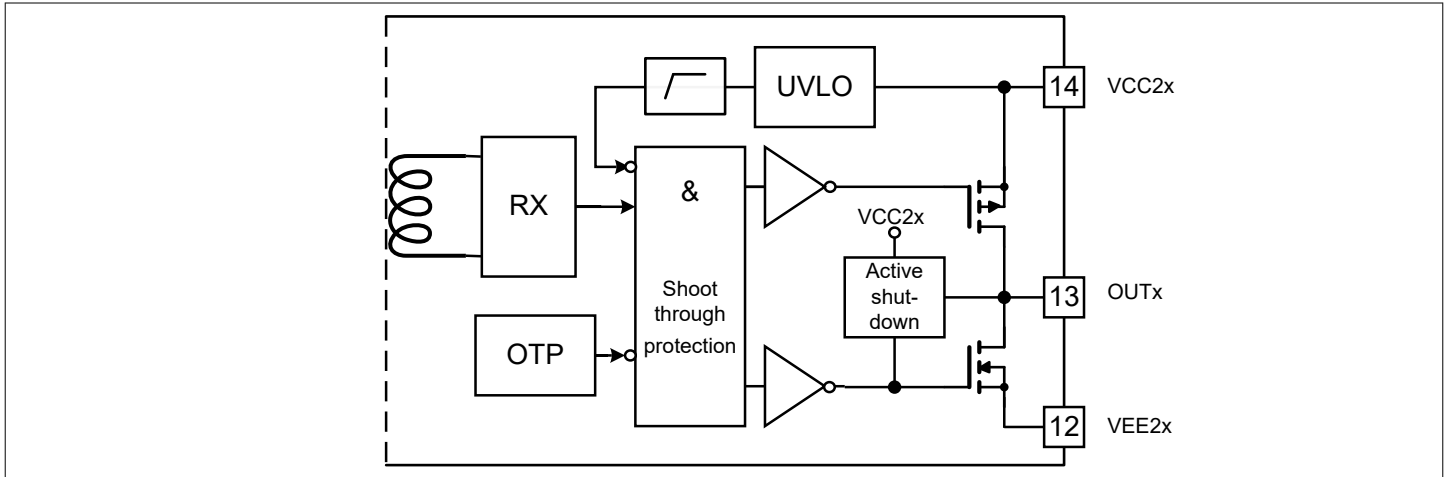 UVLO
14
VCC2x
RX
&
VCC2x
Shoot
through
protection
Active
shut-
down
13
OUTx
OTP
12
VEE2x